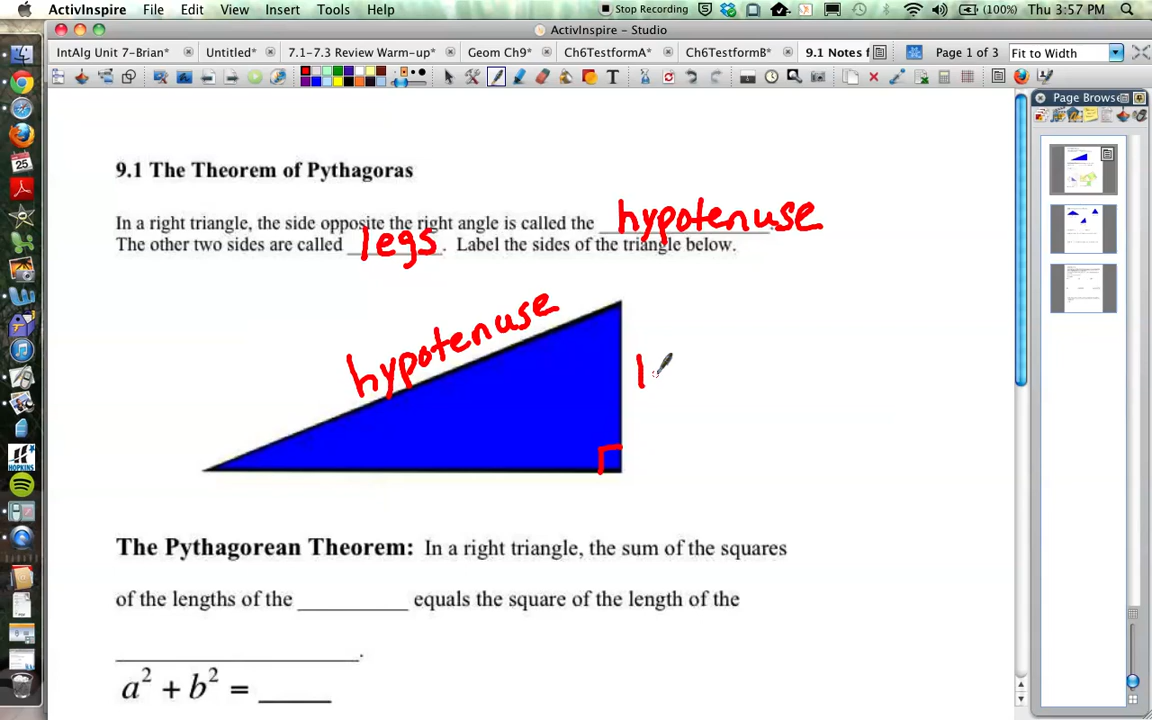 ActivInspire File Edit View Insert Tools Help Stop Recording (100%) Thu 3:57 PM
ActivInspire - Studio
IntAlg Unit 7-Brian* Untitled* 7.1-7.3 Review Warm-up* Geom Ch9* Ch6TestformA* Ch6TestformB* 9.1 Notes f Page 1 of 3 Fit to Width
Page Browse
9.1 The Theorem of Pythagoras
In a right triangle, the side opposite the right angle is called the hypotenuse.
The other two sides are called legs. Label the sides of the triangle below.
hypotenuse
l
The Pythagorean Theorem: In a right triangle, the sum of the squares
of the lengths of the ________ equals the square of the length of the
____________________.
a² + b² = _____